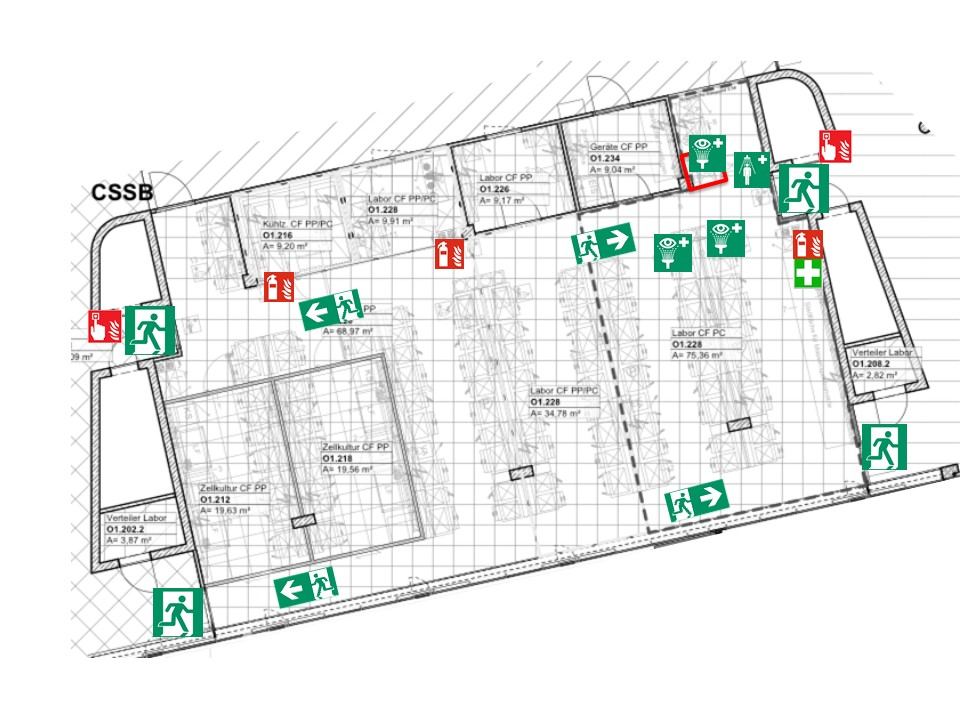 CSSB
Geräte CF PP
O1.234
A= 9,04 m²
Labor CF PP
O1.226
A= 9,17 m²
Labor CF PP/PC
O1.228
A= 9,91 m²
Kühlz. CF PP/PC
O1.216
A= 9,20 m²
PP
A= 68,97 m²
09 m²
Labor CF PC
O1.228
A= 75,36 m²
Verteiler Labor
O1.208.2
A= 2,82 m²
Labor CF PP/PC
O1.228
A= 34,78 m²
Zellkultur CF PP
O1.218
A= 19,56 m²
Zellkultur CF PP
O1.212
A= 19,63 m²
Verteiler Labor
O1.202.2
A= 3,87 m²